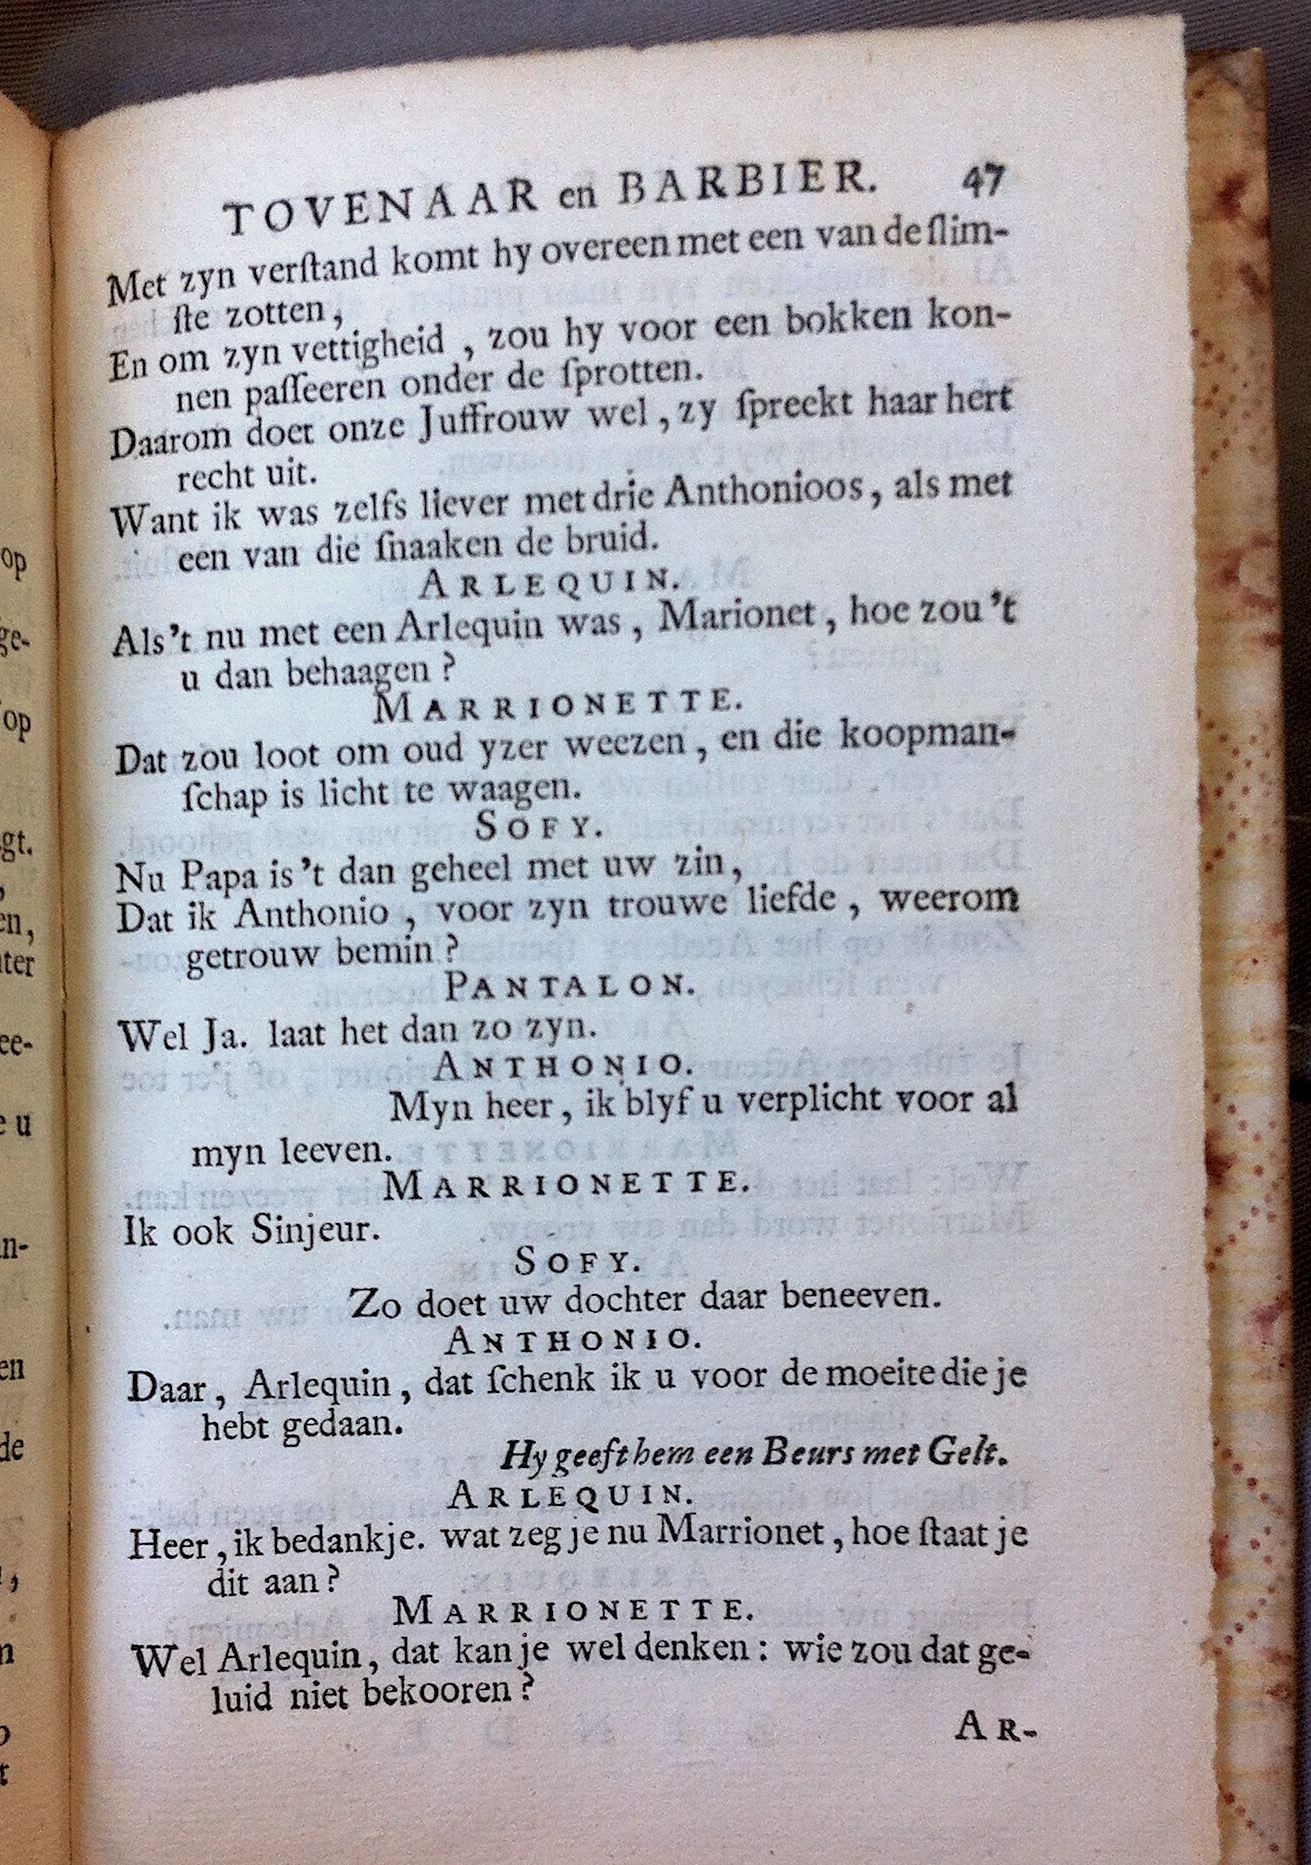 TOVENAAR en BARBIER. 47
Met zyn verſtand komt hy overeen met een van de ſlim-
ſte zotten,
En om zyn vettigheid, zou hy voor een bokken kon-
nen paſſeeren onder de ſprotten.
Daarom doet onze Juffrouw wel, zy ſpreekt haar hert
recht uit.
Want ik was zelfs liever met drie Anthonioos, als met
een van die ſnaaken de bruid.
ARLEQUIN.
Als 't nu met een Arlequin was, Marionet, hoe zou 't
u dan behaagen?
MARRIONETTE.
Dat zou loot om oud yzer weezen, en die koopman-
ſchap is licht te waagen.
SOFY.
Nu Papa is 't dan geheel met uw zin,
Dat ik Anthonio, voor zyn trouwe liefde, weerom
getrouw bemin?
PANTALON.
Wel Ja. laat het dan zo zyn.
ANTHONIO.
Myn heer, ik blyf u verplicht voor al
myn leeven.
MARRIONETTE.
Ik ook Sinjeur.
SOFY.
Zo doet uw dochter daar beneeven.
ANTHONIO.
Daar, Arlequin, dat ſchenk ik u voor de moeite die je
hebt gedaan.
Hy geeft hem een Beurs met Gelt.
ARLEQUIN.
Heer, ik bedankje. wat zeg je nu Marrionet, hoe ſtaat je
dit aan?
MARRIONETTE.
Wel Arlequin, dat kan je wel denken: wie zou dat ge-
luid niet bekooren?
AR-